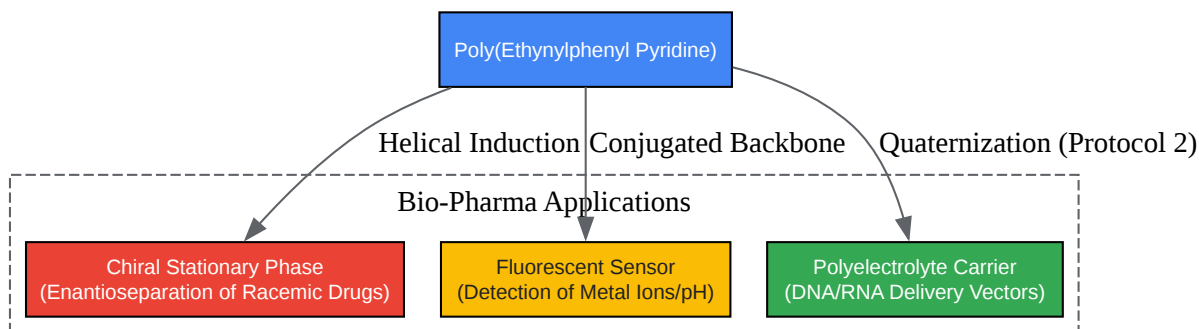 Poly(Ethynylphenyl Pyridine)
Helical Induction
Conjugated Backbone
Quaternization (Protocol 2)
Bio-Pharma Applications
Chiral Stationary Phase
(Enantioseparation of Racemic Drugs)
Fluorescent Sensor
(Detection of Metal Ions/pH)
Polyelectrolyte Carrier
(DNA/RNA Delivery Vectors)